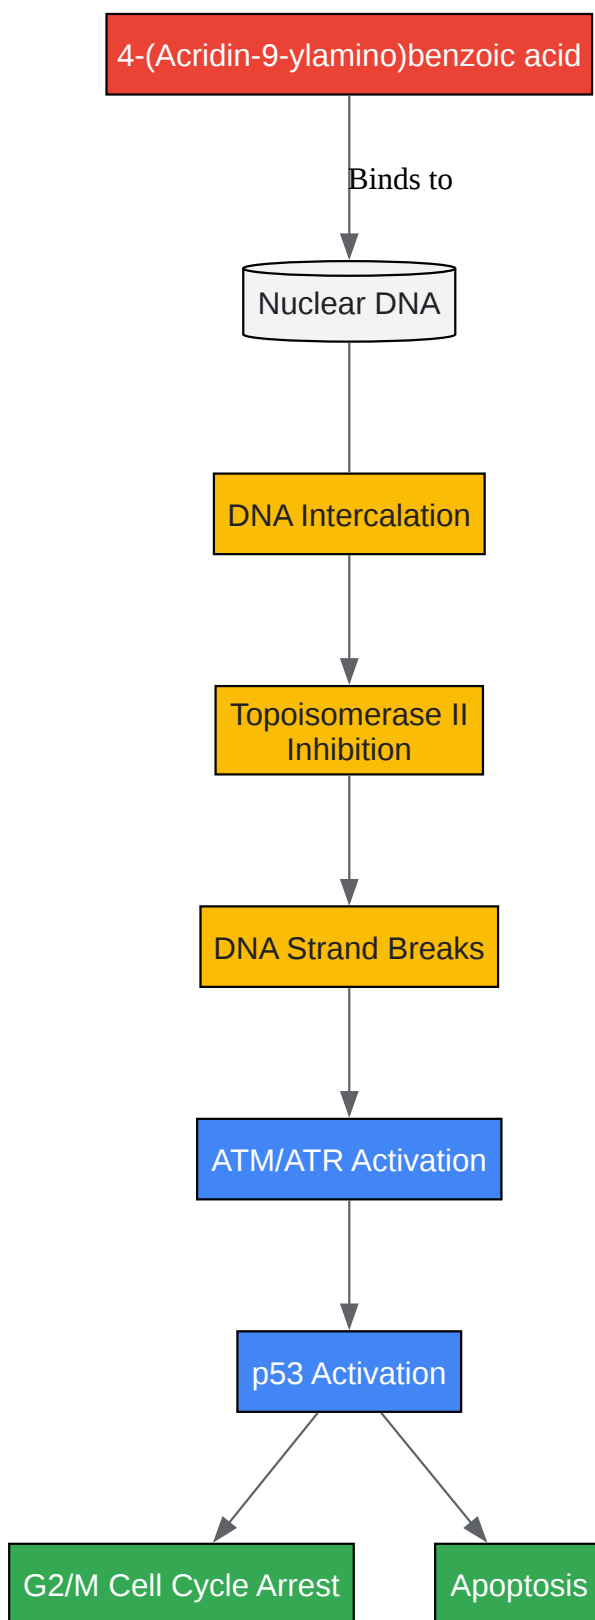 4-(Acridin-9-ylamino)benzoic acid
Binds to
Nuclear DNA
DNA Intercalation
Topoisomerase II
Inhibition
DNA Strand Breaks
ATM/ATR Activation
p53 Activation
G2/M Cell Cycle Arrest
Apoptosis